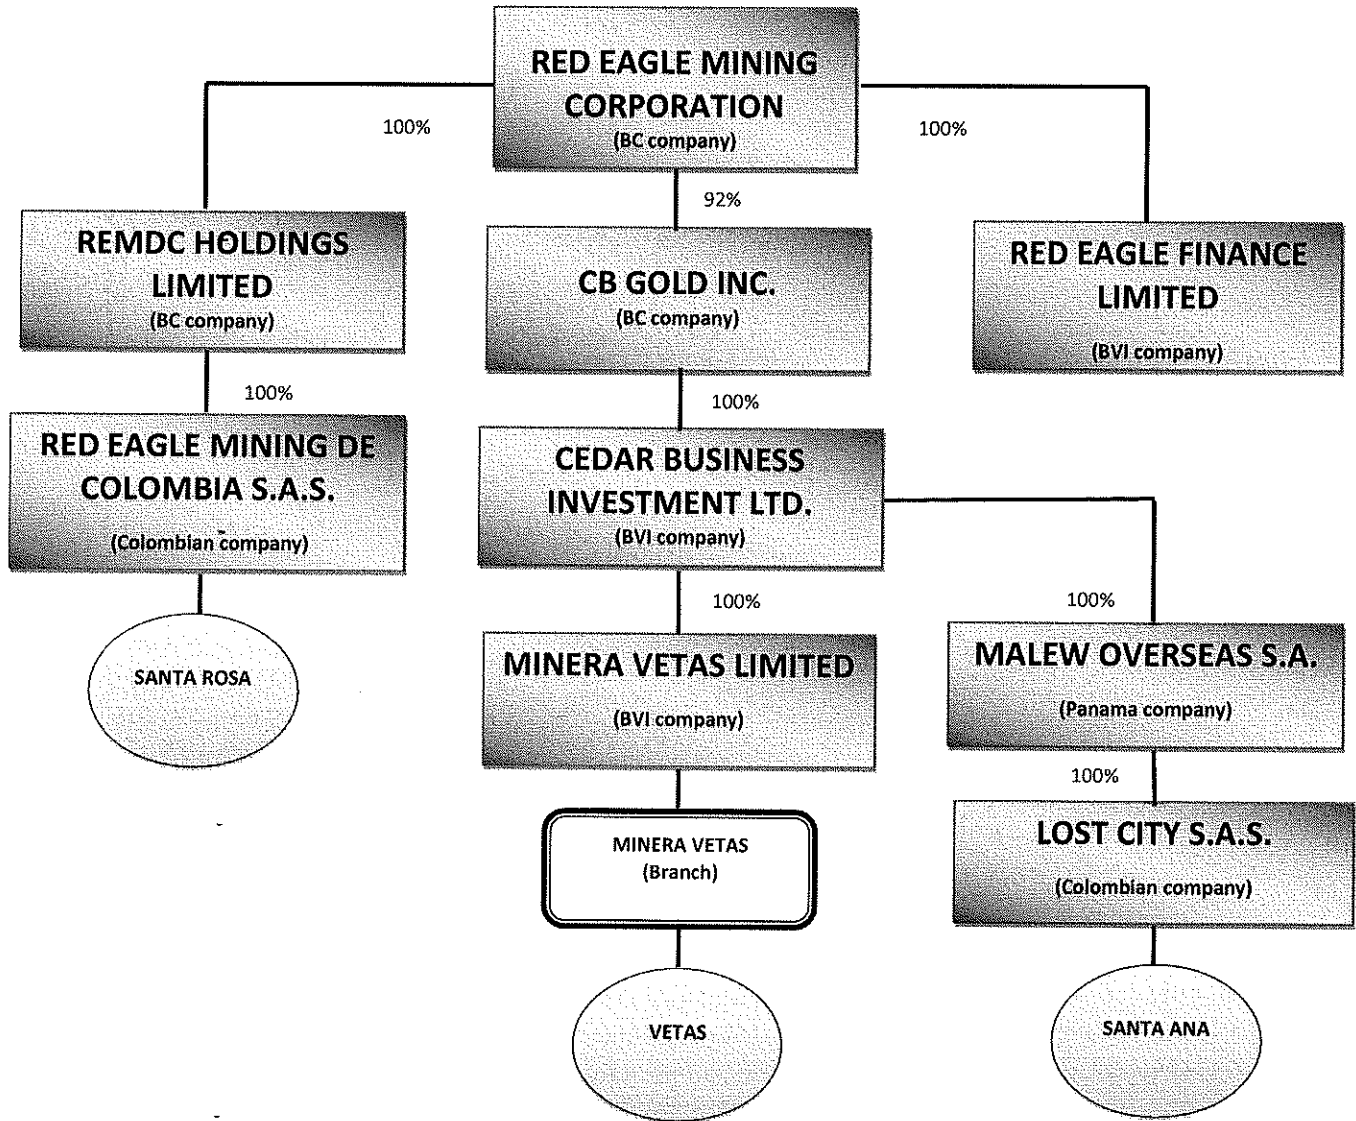 RED EAGLE MINING
CORPORATION
(BC company)
100%
100%
92%
REMDC HOLDINGS
LIMITED
(BC company)
CB GOLD INC.
(BC company)
RED EAGLE FINANCE
LIMITED
(BVI company)
100%
100%
RED EAGLE MINING DE
COLOMBIA S.A.S.
(Colombian company)
CEDAR BUSINESS
INVESTMENT LTD.
(BVI company)
100%
100%
SANTA ROSA
MINERA VETAS LIMITED
(BVI company)
MALEW OVERSEAS S.A.
(Panama company)
100%
MINERA VETAS
(Branch)
LOST CITY S.A.S.
(Colombian company)
VETAS
SANTA ANA